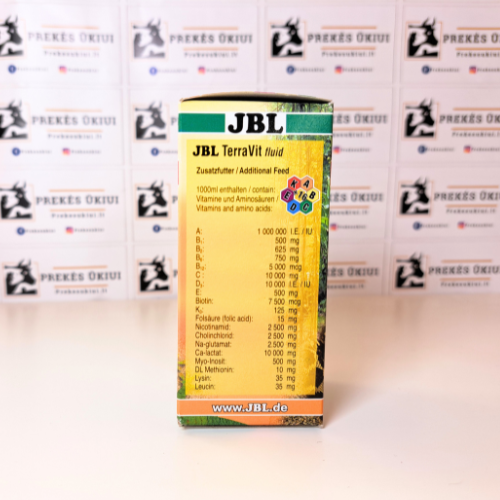 PREKĖS ŪKIUI
Prekesukiui.lt
JBL
JBL TerraVit fluid
Zusatzfutter / Additional Feed
1000ml enthalten / contain:
Vitamine und Aminosäuren /
Vitamins and amino acids:
A: 1 000 000 I.E./IU
B₁: 500 mg
B₂: 625 mg
B₆: 750 mg
B₁₂: 5 000 mcg
C: 10 000 mg
D₃: 10 000 I.E./IU
E: 500 mg
Biotin: 7 500 mcg
K₃: 125 mg
Folsäure (folic acid): 15 mg
Nicotinamid: 2 500 mg
Cholinchlorid: 2 500 mg
Na-glutamat: 2 500 mg
Ca-lactat: 10 000 mg
Myo-Inosit: 500 mg
DL Methionin: 10 mg
Lysin: 35 mg
Leucin: 35 mg
www.JBL.de